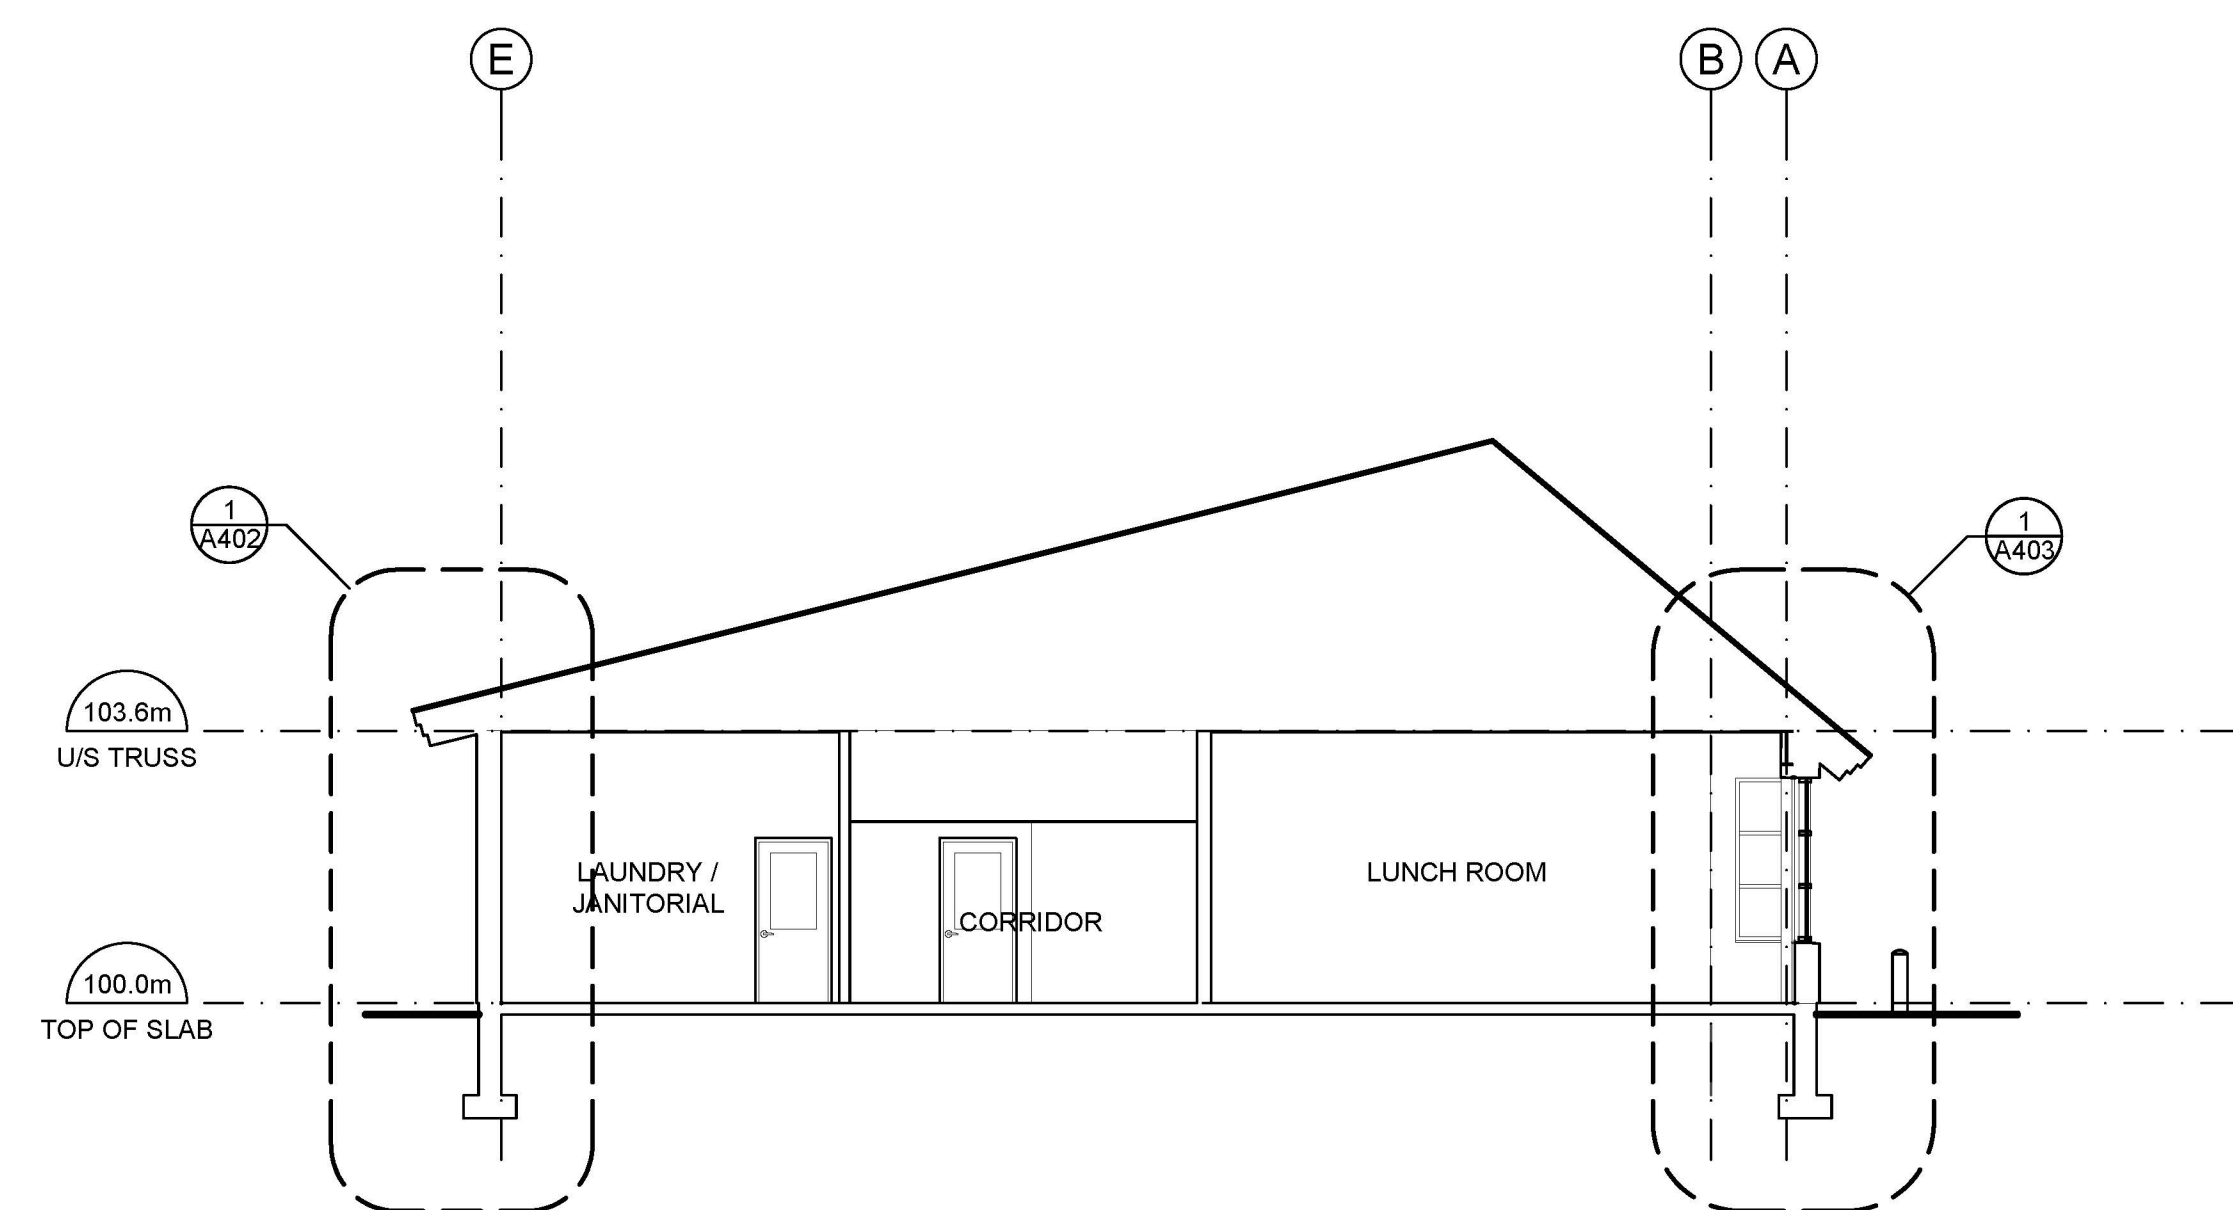 E
B
A
1
A402
1
A403
103.6m
U/S TRUSS
LAUNDRY /
JANITORIAL
CORRIDOR
LUNCH ROOM
100.0m
TOP OF SLAB